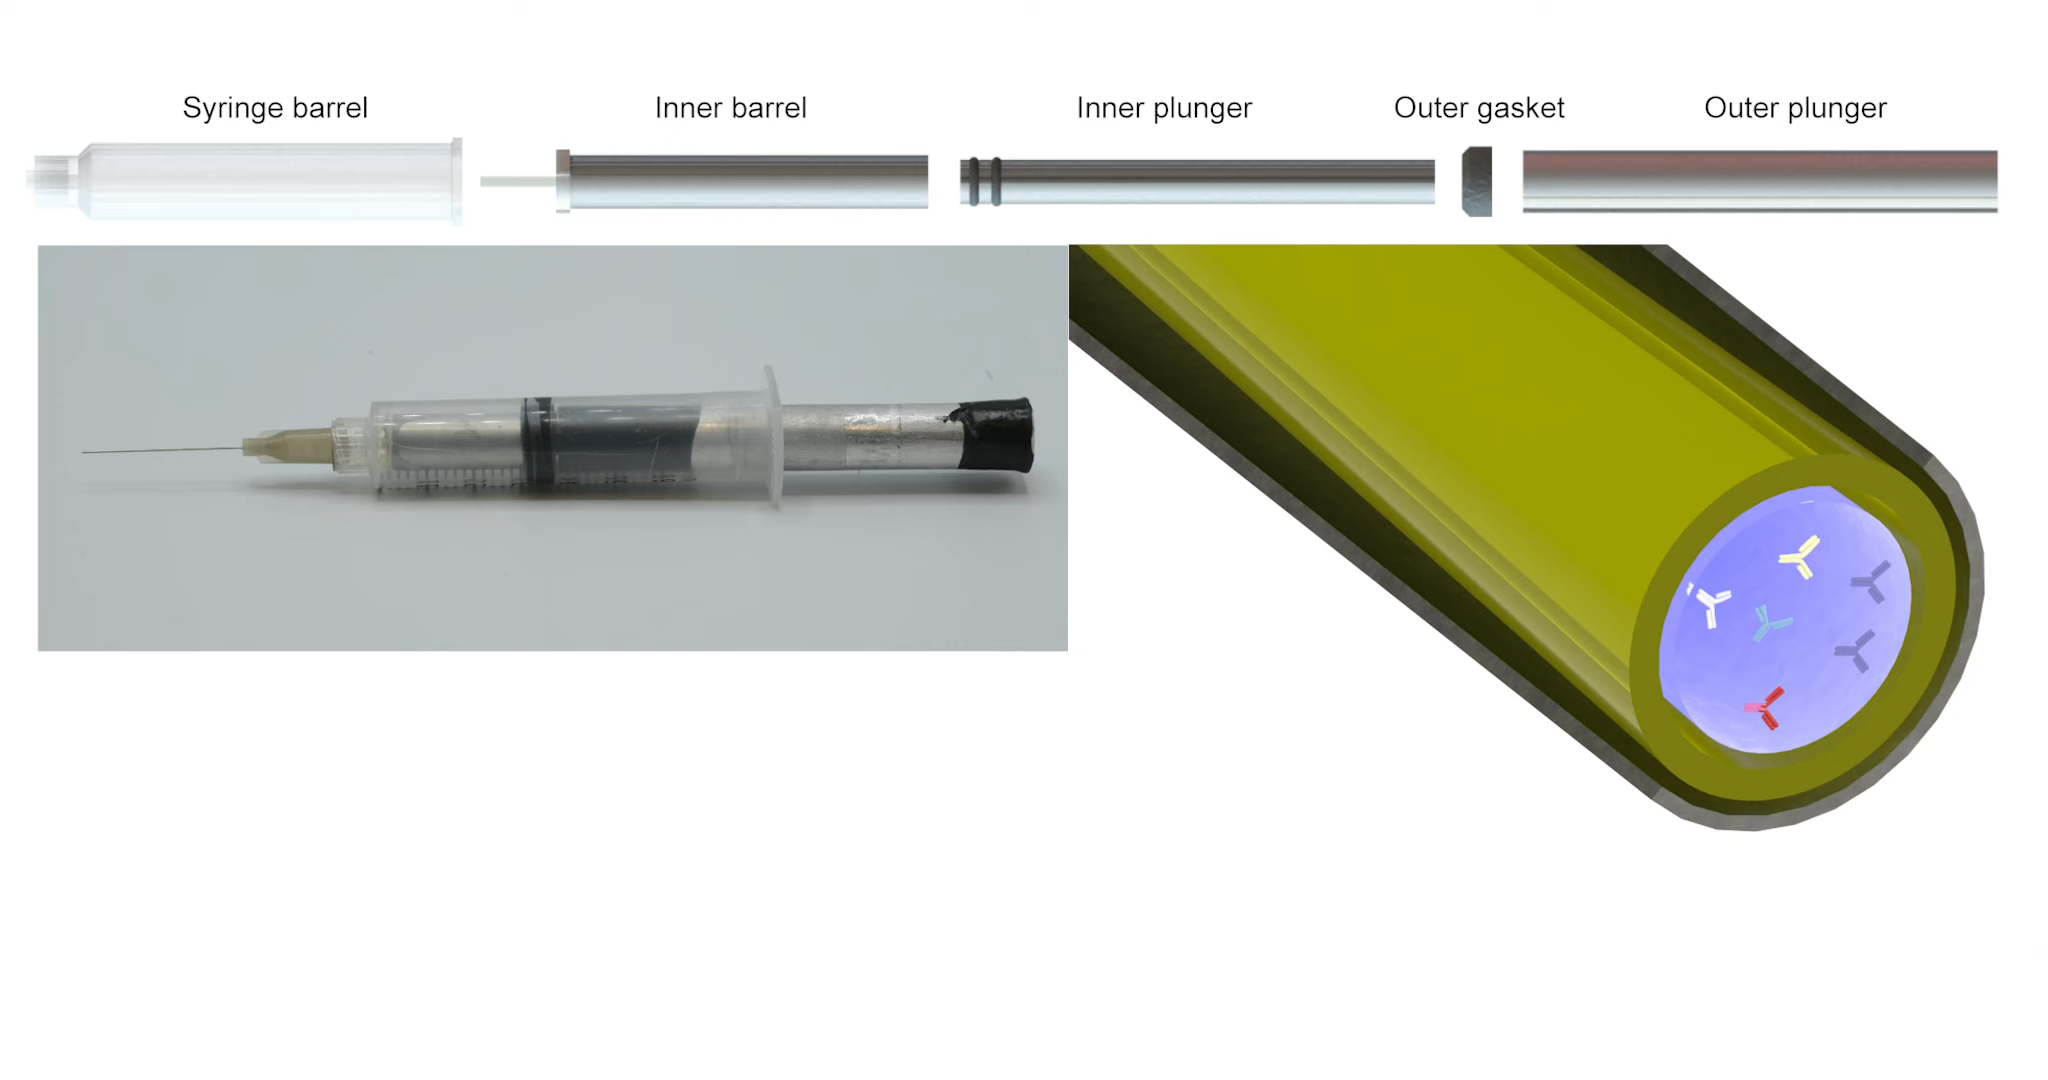 Syringe barrel
Inner barrel
Inner plunger
Outer gasket
Outer plunger